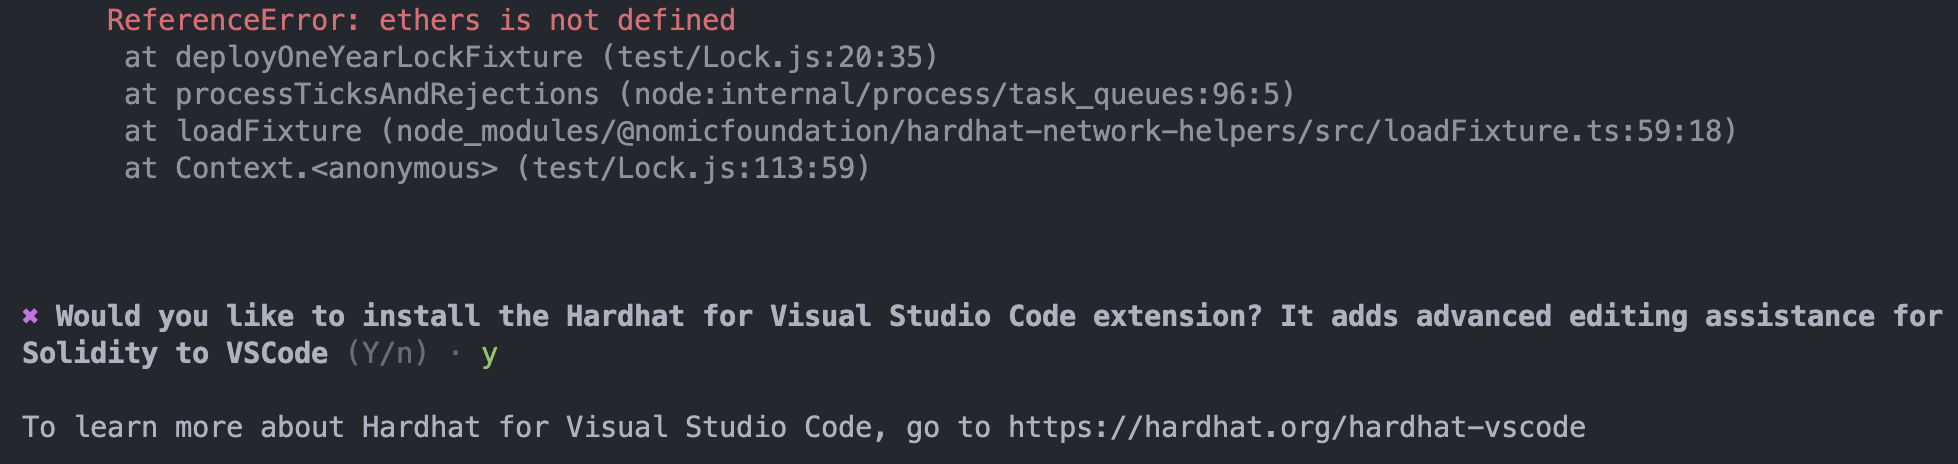 ReferenceError: ethers is not defined
at deployOneYearLockFixture (test/Lock.js:20:35)
at processTicksAndRejections (node:internal/process/task_queues:96:5)
at loadFixture (node_modules/@nomicfoundation/hardhat-network-helpers/src/loadFixture.ts:59:18)
at Context.<anonymous> (test/Lock.js:113:59)
✖ Would you like to install the Hardhat for Visual Studio Code extension? It adds advanced editing assistance for
Solidity to VSCode (Y/n) · y
To learn more about Hardhat for Visual Studio Code, go to https://hardhat.org/hardhat-vscode